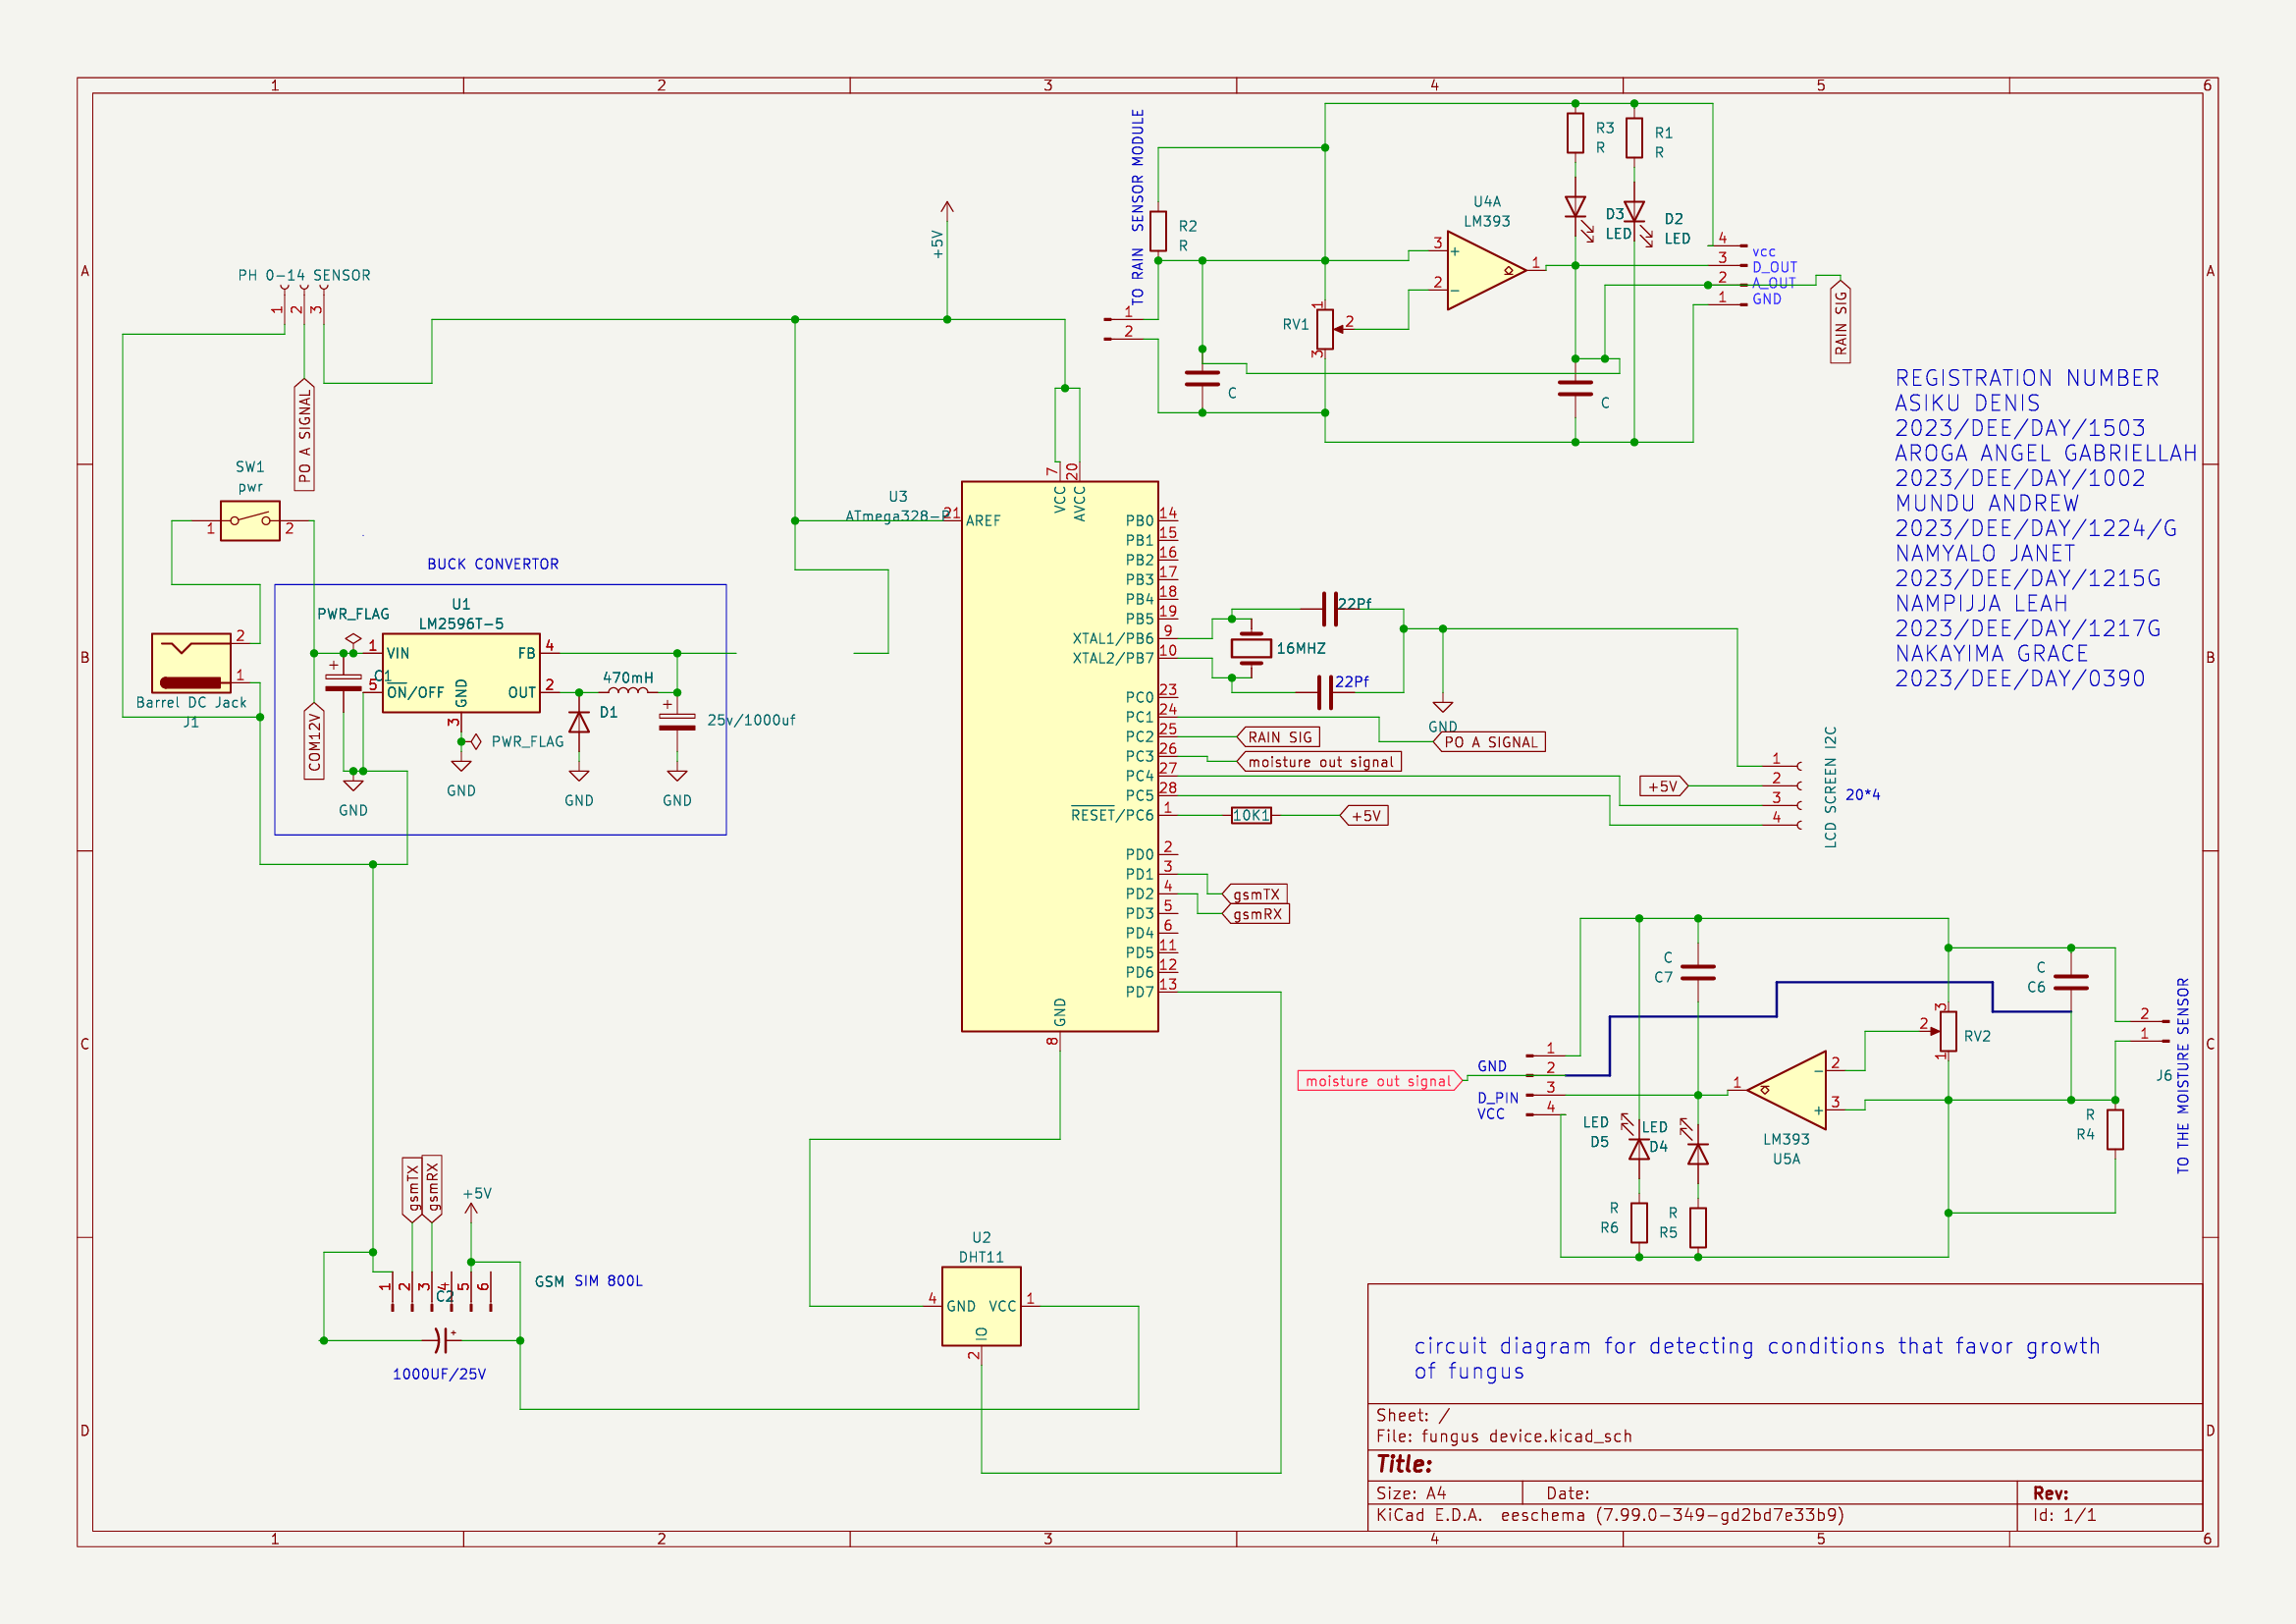 1 2 3 4 5 6
A
B
C
D
A
B
C
D
PH 0-14 SENSOR
1 2 3
PO A SIGNAL
SW1
pwr
1 2
BUCK CONVERTOR
PWR_FLAG
U1
LM2596T-5
1 VIN FB 4
5 ON/OFF GND OUT 2
3
C1
+
470mH
D1
+
25v/1000uf
PWR_FLAG
GND
GND
GND
GND
2
1
Barrel DC Jack
J1
COM12V
+5V
U3
ATmega328-P
21 AREF
7 20
VCC
AVCC
PB0 14
PB1 15
PB2 16
PB3 17
PB4 18
PB5 19
XTAL1/PB6 9
XTAL2/PB7 10
PC0 23
PC1 24
PC2 25
PC3 26
PC4 27
PC5 28
RESET/PC6 1
PD0 2
PD1 3
PD2 4
PD3 5
PD4 6
PD5 11
PD6 12
PD7 13
GND
8
22Pf
16MHZ
22Pf
GND
RAIN SIG
PO A SIGNAL
moisture out signal
10K1
+5V
gsmTX
gsmRX
+5V
1
2
3
4
LCD SCREEN I2C
20*4
TO RAIN SENSOR MODULE
1
2
R2
R
C
RV1
1
2
3
U4A
LM393
3 +
2 -
1
R3
R
R1
R
D3
LED
D2
LED
C
4 vcc
3 D_OUT
2 A_OUT
1 GND
RAIN SIG
REGISTRATION NUMBER
ASIKU DENIS
2023/DEE/DAY/1503
AROGA ANGEL GABRIELLAH
2023/DEE/DAY/1002
MUNDU ANDREW
2023/DEE/DAY/1224/G
NAMYALO JANET
2023/DEE/DAY/1215G
NAMPIJJA LEAH
2023/DEE/DAY/1217G
NAKAYIMA GRACE
2023/DEE/DAY/0390
moisture out signal
GND
D_PIN
VCC
1
2
3
4
C
C7
C
C6
LED
D5
LED
D4
R
R6
R
R5
LM393
U5A
1
2 -
3 +
3
2
1
RV2
R
R4
2
1
J6
TO THE MOISTURE SENSOR
gsmTX
gsmRX
+5V
1 2 3 4 5 6
GSM SIM 800L
C2
+
1000UF/25V
U2
DHT11
4 GND VCC 1
IO
2
circuit diagram for detecting conditions that favor growth
of fungus
Sheet: /
File: fungus device.kicad_sch
Title:
Size: A4 Date: Rev:
KiCad E.D.A. eeschema (7.99.0-349-gd2bd7e33b9) Id: 1/1
1 2 3 4 5 6